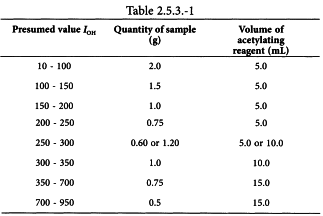 Table 2.5.3.-1
Presumed value IOH Quantity of sample (g) Volume of acetylating reagent (mL)
10 - 100 2.0 5.0
100 - 150 1.5 5.0
150 - 200 1.0 5.0
200 - 250 0.75 5.0
250 - 300 0.60 or 1.20 5.0 or 10.0
300 - 350 1.0 10.0
350 - 700 0.75 15.0
700 - 950 0.5 15.0